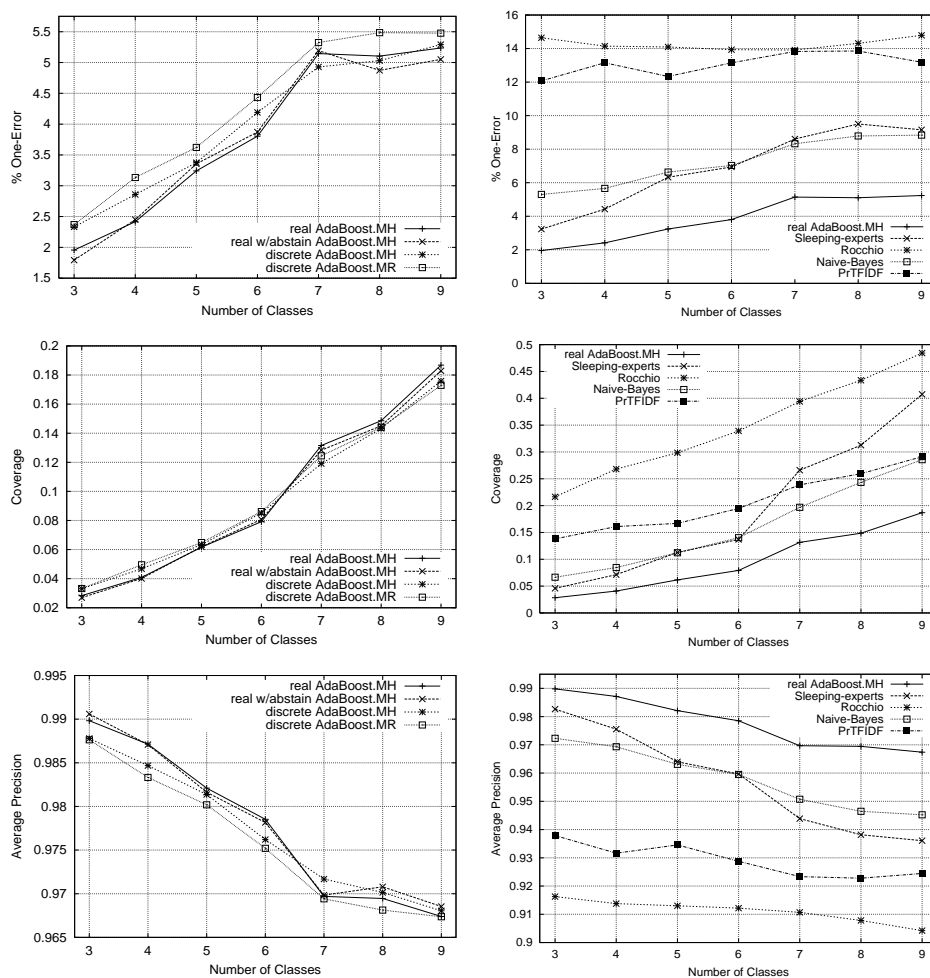 5.5
5
4.5
4
3.5
3
2.5
2
1.5
% One-Error
3 4 5 6 7 8 9
Number of Classes
real AdaBoost.MH
real w/abstain AdaBoost.MH
discrete AdaBoost.MH
discrete AdaBoost.MR
16
14
12
10
8
6
4
2
0
% One-Error
3 4 5 6 7 8 9
Number of Classes
real AdaBoost.MH
Sleeping-experts
Rocchio
Naive-Bayes
PrTFIDF
0.2
0.18
0.16
0.14
0.12
0.1
0.08
0.06
0.04
0.02
Coverage
3 4 5 6 7 8 9
Number of Classes
real AdaBoost.MH
real w/abstain AdaBoost.MH
discrete AdaBoost.MH
discrete AdaBoost.MR
0.5
0.45
0.4
0.35
0.3
0.25
0.2
0.15
0.1
0.05
0
Coverage
3 4 5 6 7 8 9
Number of Classes
real AdaBoost.MH
Sleeping-experts
Rocchio
Naive-Bayes
PrTFIDF
0.995
0.99
0.985
0.98
0.975
0.97
0.965
Average Precision
3 4 5 6 7 8 9
Number of Classes
real AdaBoost.MH
real w/abstain AdaBoost.MH
discrete AdaBoost.MH
discrete AdaBoost.MR
0.99
0.98
0.97
0.96
0.95
0.94
0.93
0.92
0.91
0.9
Average Precision
3 4 5 6 7 8 9
Number of Classes
real AdaBoost.MH
Sleeping-experts
Rocchio
Naive-Bayes
PrTFIDF